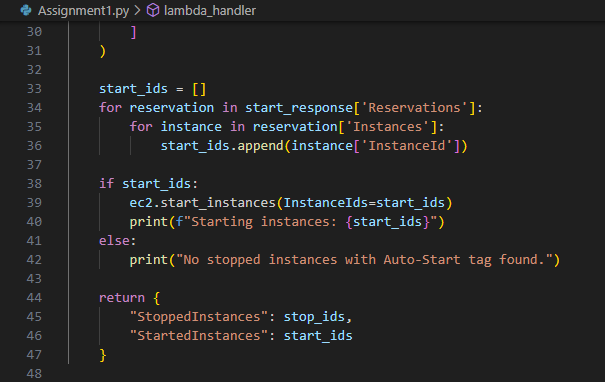 Assignment1.py > lambda_handler
30 ]
31 )
32
33 start_ids = []
34 for reservation in start_response['Reservations']:
35 for instance in reservation['Instances']:
36 start_ids.append(instance['InstanceId'])
37
38 if start_ids:
39 ec2.start_instances(InstanceIds=start_ids)
40 print(f"Starting instances: {start_ids}")
41 else:
42 print("No stopped instances with Auto-Start tag found.")
43
44 return {
45 "StoppedInstances": stop_ids,
46 "StartedInstances": start_ids
47 }
48